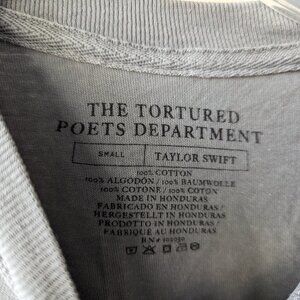 THE TORTURED
POETS DEPARTMENT
SMALL TAYLOR SWIFT
100% COTTON
100% ALGODÓN / 100% BAUMWOLLE
100% COTONE / 100% COTON
MADE IN HONDURAS
FABRICADO EN HONDURAS /
HERGESTELLT IN HONDURAS
PRODOTTO IN HONDURAS /
FABRIQUÉ EN HONDURAS